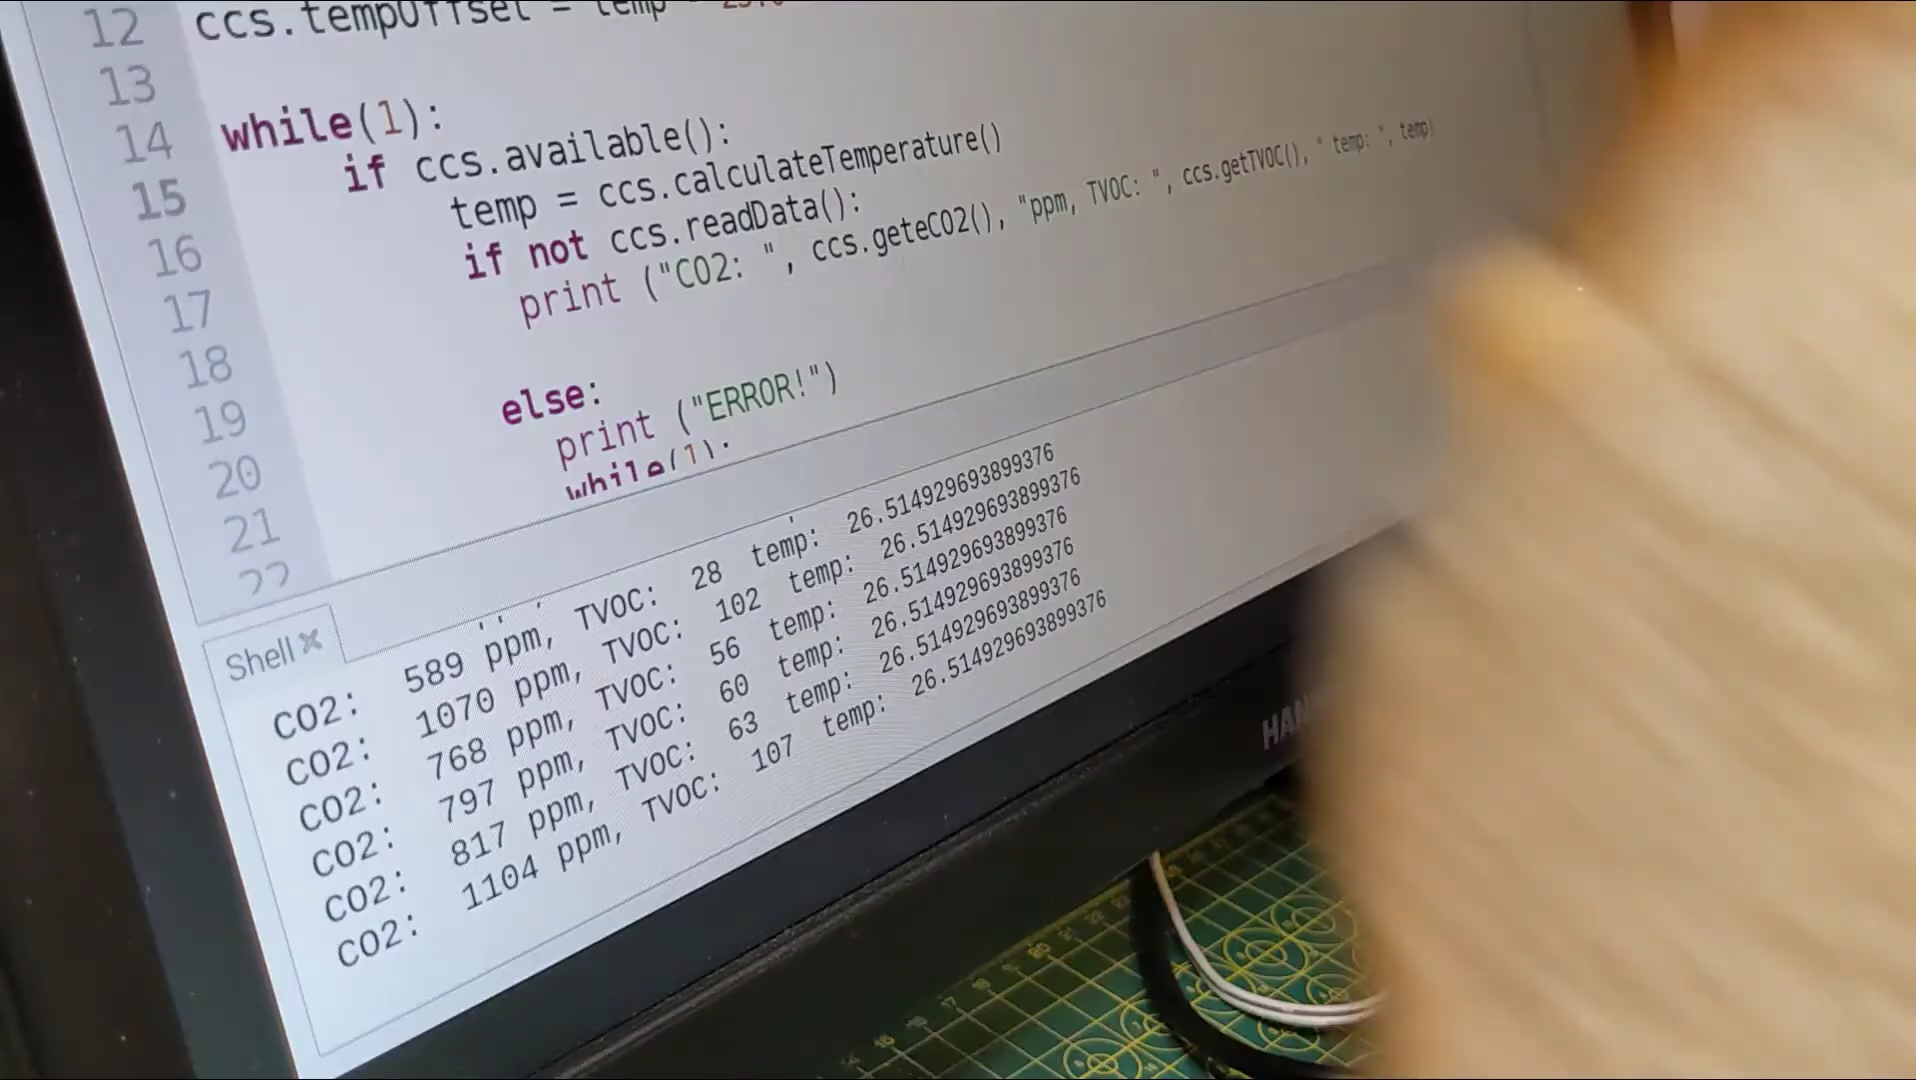 12 ccs.tempOffset = temp -
13
14 while(1):
15 if ccs.available():
16 temp = ccs.calculateTemperature()
17 if not ccs.readData():
18 print ("CO2: ", ccs.geteCO2(), "ppm, TVOC: ", ccs.getTVOC(), " temp: ", temp)
19
20 else:
21 print ("ERROR!")
22 while(1):
Shell ×
CO2: 589 ppm, TVOC: 28 temp: 26.514929693899376
CO2: 1070 ppm, TVOC: 102 temp: 26.514929693899376
CO2: 768 ppm, TVOC: 56 temp: 26.514929693899376
CO2: 797 ppm, TVOC: 60 temp: 26.514929693899376
CO2: 817 ppm, TVOC: 63 temp: 26.514929693899376
CO2: 1104 ppm, TVOC: 107 temp: 26.514929693899376